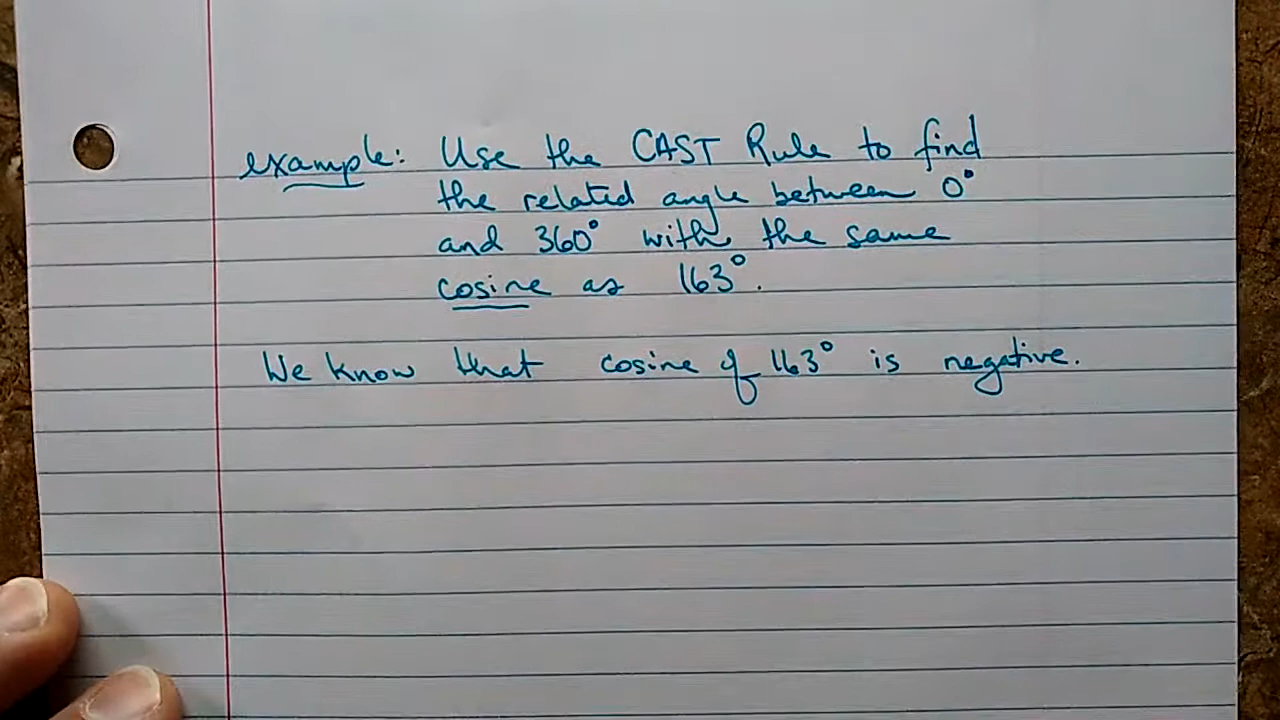 example: Use the CAST Rule to find
the related angle between 0°
and 360° with the same
cosine as 163°.
We know that cosine of 163° is negative.